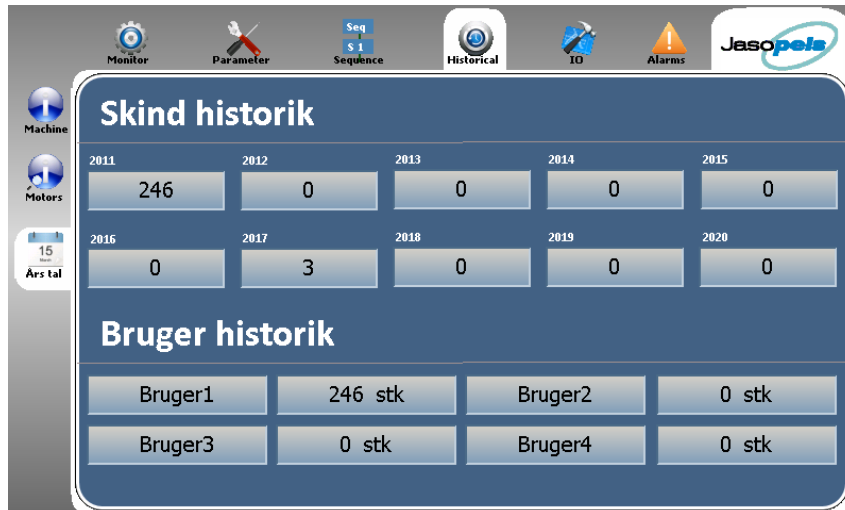 Seq
S 1
Monitor Parameter Sequence Historical IO Alarms Jasopels
Machine
Motors
15
Års tal
Skind historik
2011 2012 2013 2014 2015
246 0 0 0 0
2016 2017 2018 2019 2020
0 3 0 0 0
Bruger historik
Bruger1 246 stk Bruger2 0 stk
Bruger3 0 stk Bruger4 0 stk